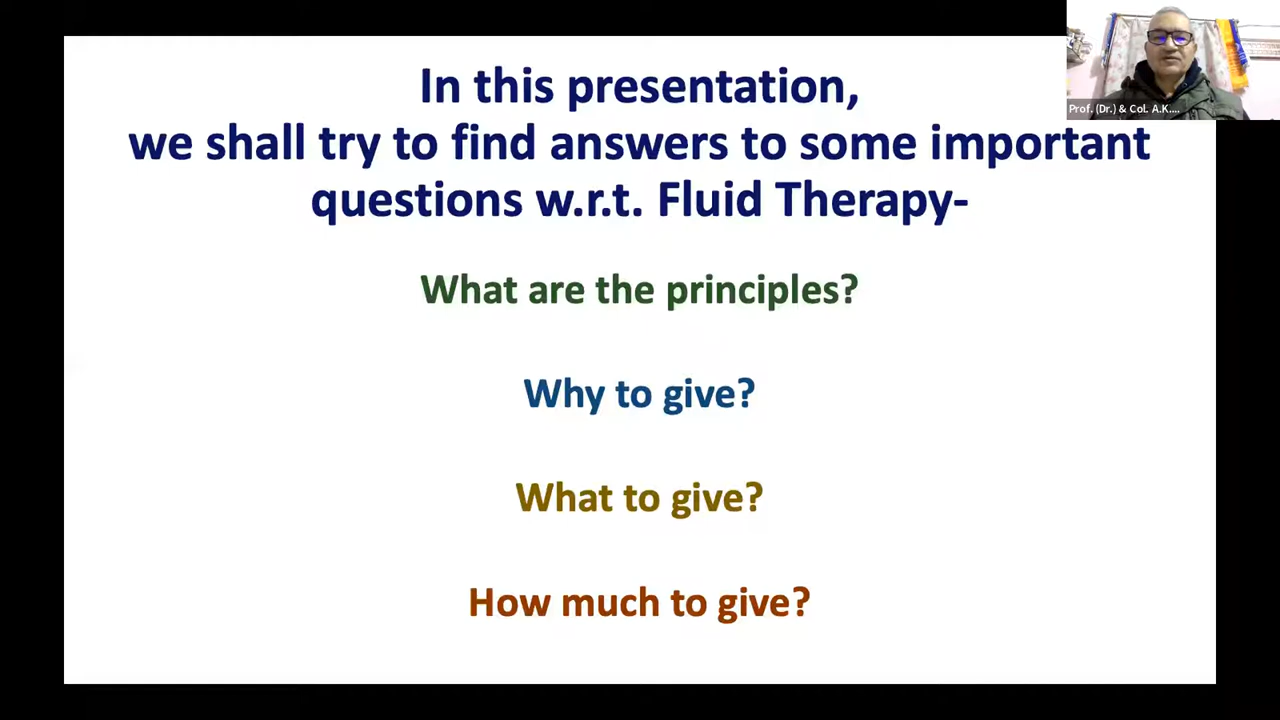 In this presentation,
we shall try to find answers to some important
questions w.r.t. Fluid Therapy-
What are the principles?
Why to give?
What to give?
How much to give?
Prof. (Dr.) & Col. A.K....